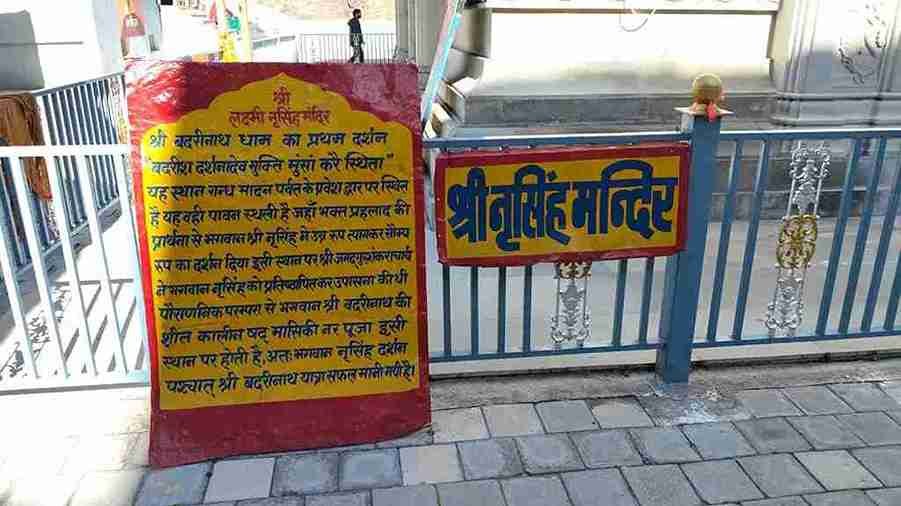 श्री
लक्ष्मी नृसिंह मंदिर
श्री बदरीनाथ धाम का प्रथम दर्शन
"बदरीश दर्शनादेव मुक्ति मुंसां करे स्थिता"
यह स्थान गन्ध मादन पर्वत के प्रवेश द्वार पर स्थित
है यह वही पावन स्थली है जहाँ भक्त प्रहलाद की
प्रार्थना से भगवान श्री नृसिंह ने उग्र रूप त्यागकर सौम्य
रूप का दर्शन दिया इसी स्थान पर श्री जगद्गुरु शंकराचार्य
ने भगवान नृसिंह की प्रतिष्ठापित कर उपासना की थी
पौराणनिक परम्परा से भगवान श्री बदरीनाथ की
शीत कालीन षट् मासिकी नर पूजा इसी
स्थान पर होती है, अतः भगवान नृसिंह दर्शन
पश्चात श्री बदरीनाथ यात्रा सफल मानी गयी है।
श्री नृसिंह मन्दिर